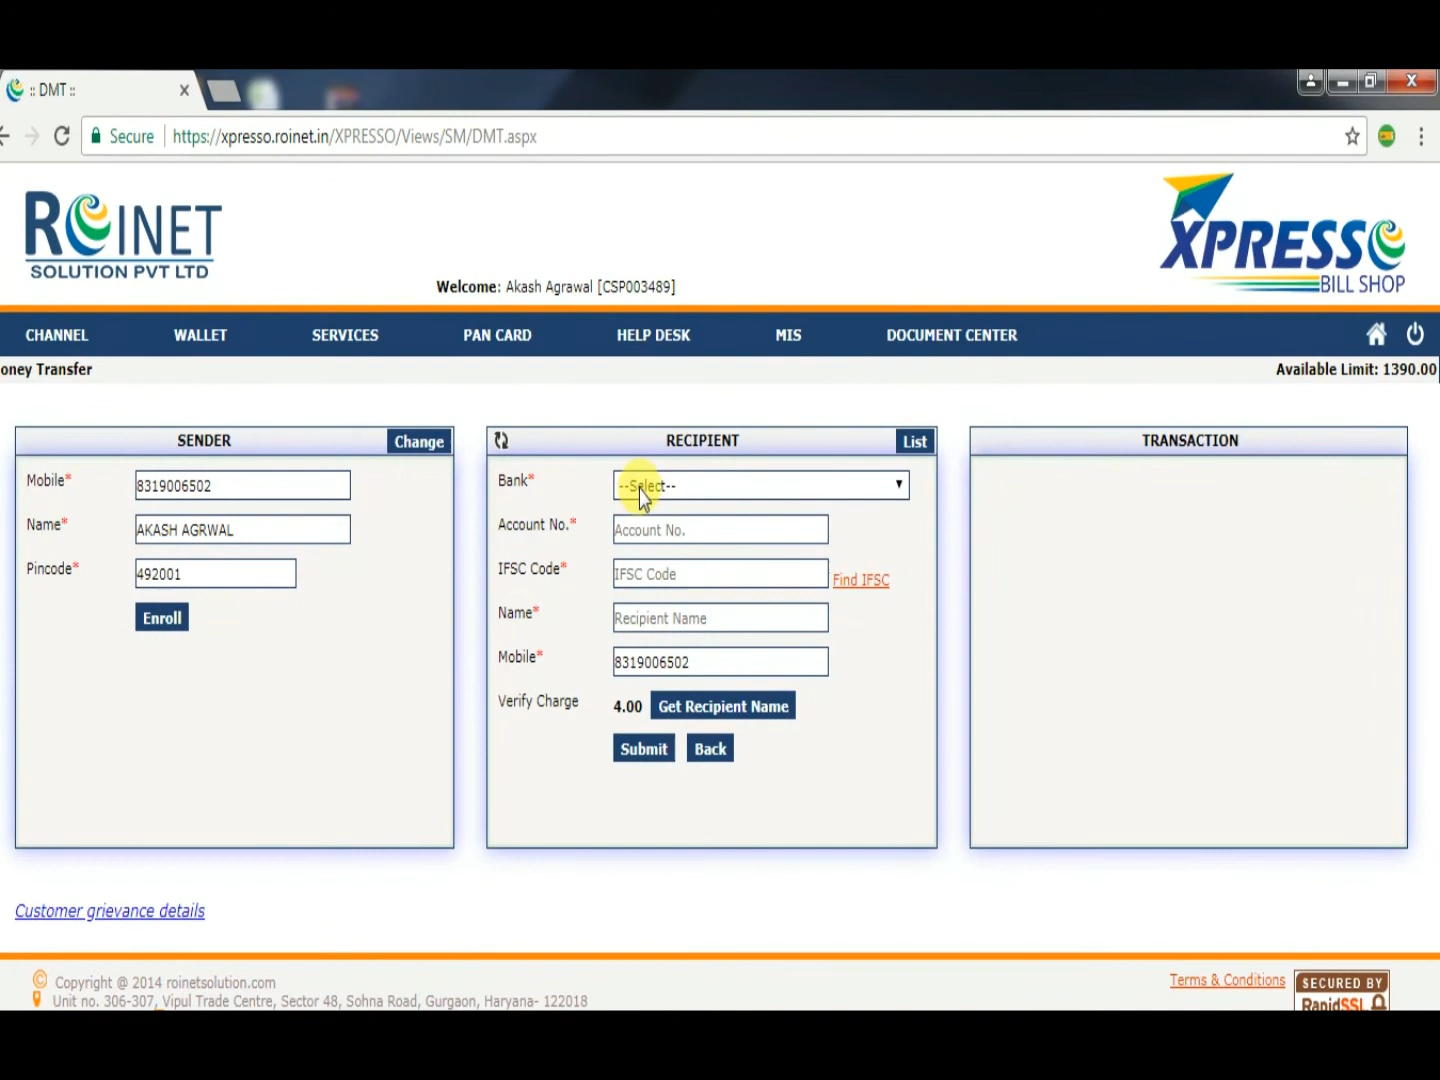 :: DMT ::
Secure https://xpresso.roinet.in/XPRESSO/Views/SM/DMT.aspx
ROINET
SOLUTION PVT LTD
XPRESSO
BILL SHOP
Welcome: Akash Agrawal [CSP003489]
CHANNEL WALLET SERVICES PAN CARD HELP DESK MIS DOCUMENT CENTER
oney Transfer Available Limit: 1390.00
SENDER Change
Mobile* 8319006502
Name* AKASH AGRWAL
Pincode* 492001
Enroll
RECIPIENT List
Bank* --Select--
Account No.* Account No.
IFSC Code* IFSC Code Find IFSC
Name* Recipient Name
Mobile* 8319006502
Verify Charge 4.00 Get Recipient Name
Submit Back
TRANSACTION
Customer grievance details
© Copyright @ 2014 roinetsolution.com
Unit no. 306-307, Vipul Trade Centre, Sector 48, Sohna Road, Gurgaon, Haryana- 122018
Terms & Conditions
SECURED BY
RapidSSL